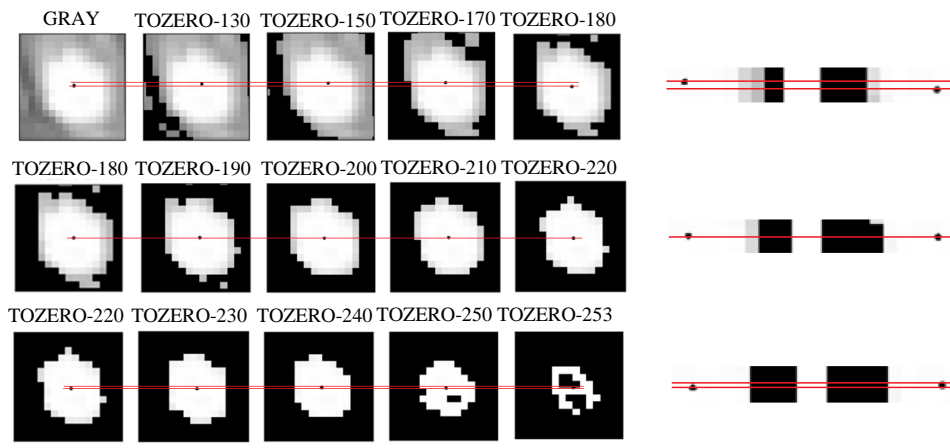 GRAY TOZERO-130 TOZERO-150 TOZERO-170 TOZERO-180
TOZERO-180 TOZERO-190 TOZERO-200 TOZERO-210 TOZERO-220
TOZERO-220 TOZERO-230 TOZERO-240 TOZERO-250 TOZERO-253